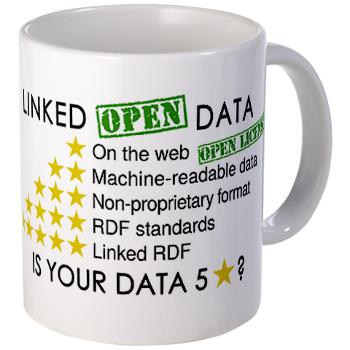 LINKED OPEN DATA
On the web OPEN LICENS
Machine-readable data
Non-proprietary format
RDF standards
Linked RDF
IS YOUR DATA 5 ★ ?